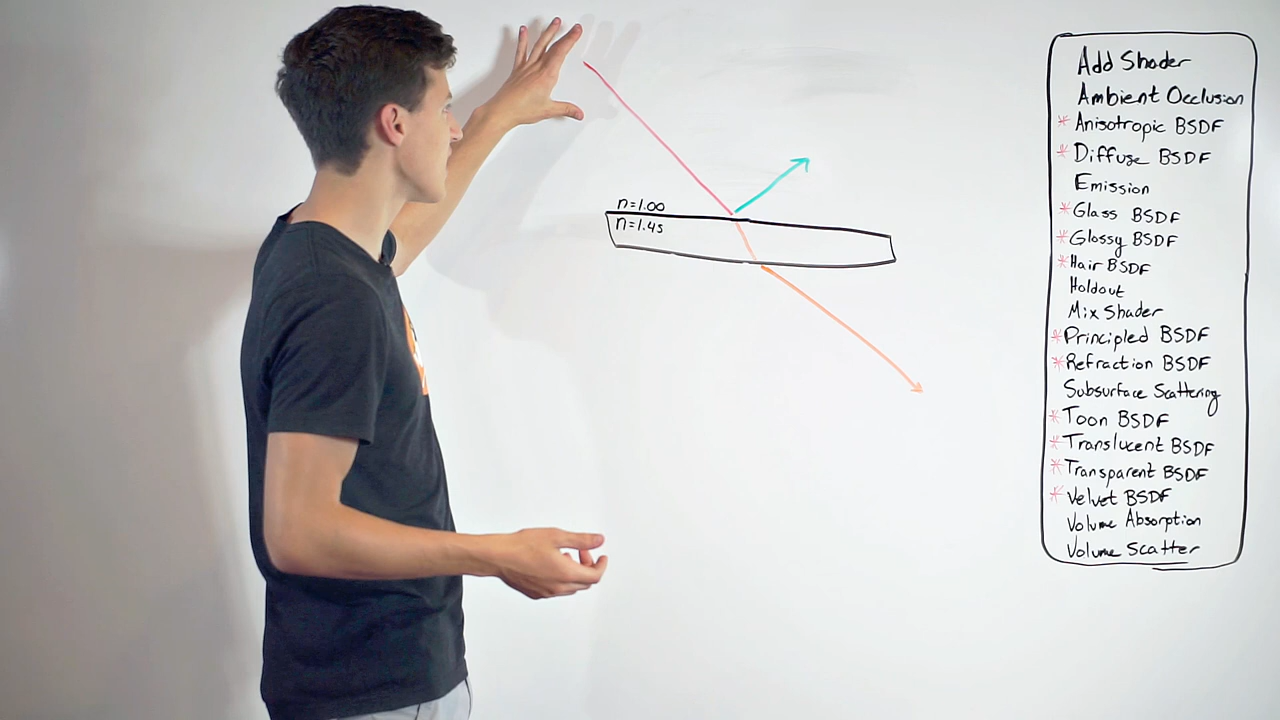 n=1.00
n=1.45
Add Shader
Ambient Occlusion
* Anisotropic BSDF
* Diffuse BSDF
Emission
* Glass BSDF
* Glossy BSDF
* Hair BSDF
Holdout
Mix Shader
* Principled BSDF
* Refraction BSDF
Subsurface Scattering
* Toon BSDF
* Translucent BSDF
* Transparent BSDF
* Velvet BSDF
Volume Absorption
Volume Scatter